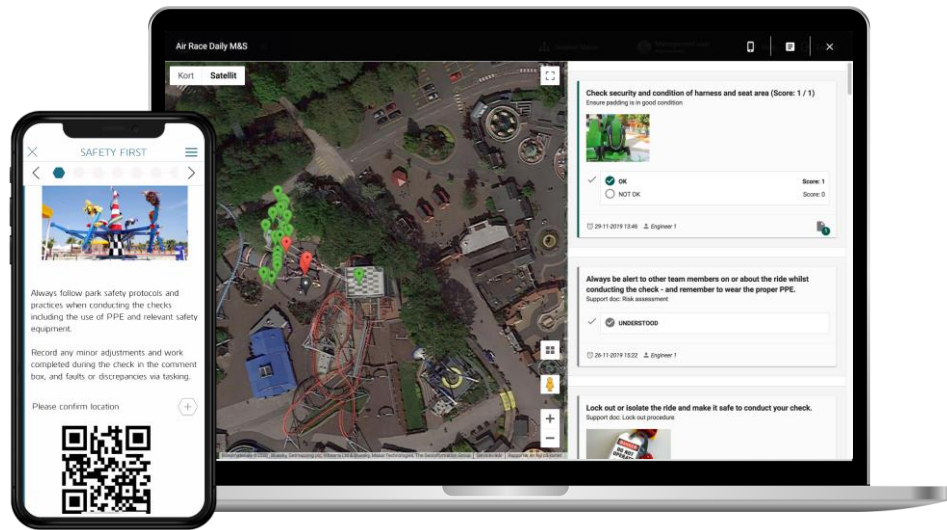 SAFETY FIRST
Always follow park safety protocols and
practices when conducting the checks
including the use of PPE and relevant safety
equipment.
Record any minor adjustments and work
completed during the check in the comment
box, and faults or discrepancies via tasking.
Please confirm location
Air Race Daily M&S
Kort Satellit
Check security and condition of harness and seat area (Score: 1 / 1)
Ensure padding is in good condition
OK Score: 1
NOT OK Score: 0
29-11-2019 13:46 Engineer 1
Always be alert to other team members on or about the ride whilst
conducting the check - and remember to wear the proper PPE.
Support doc: Risk assessment
UNDERSTOOD
26-11-2019 15:22 Engineer 1
Lock out or isolate the ride and make it safe to conduct your check.
Support doc: Lock out procedure
DANGER
DO NOT
OPERATE